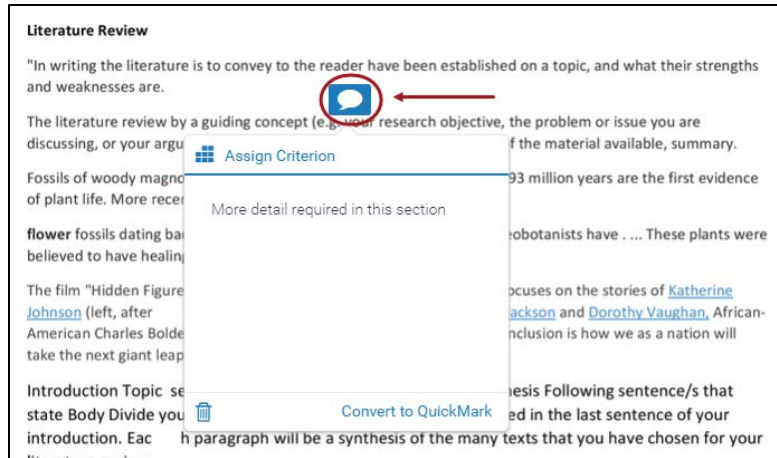 Literature Review
"In writing the literature is to convey to the reader have been established on a topic, and what their strengths
and weaknesses are.
The literature review by a guiding concept (e.g. your research objective, the problem or issue you are
discussing, or your argu f the material available, summary.
Assign Criterion
Fossils of woody magno 93 million years are the first evidence
of plant life. More recer
More detail required in this section
flower fossils dating ba eobotanists have . ... These plants were
believed to have healin
The film "Hidden Figure ocuses on the stories of Katherine
Johnson (left, after ackson and Dorothy Vaughan, African-
American Charles Bolde nclusion is how we as a nation will
take the next giant leap
Introduction Topic se nesis Following sentence/s that
state Body Divide you ed in the last sentence of your
Convert to QuickMark
introduction. Eac h paragraph will be a synthesis of the many texts that you have chosen for your